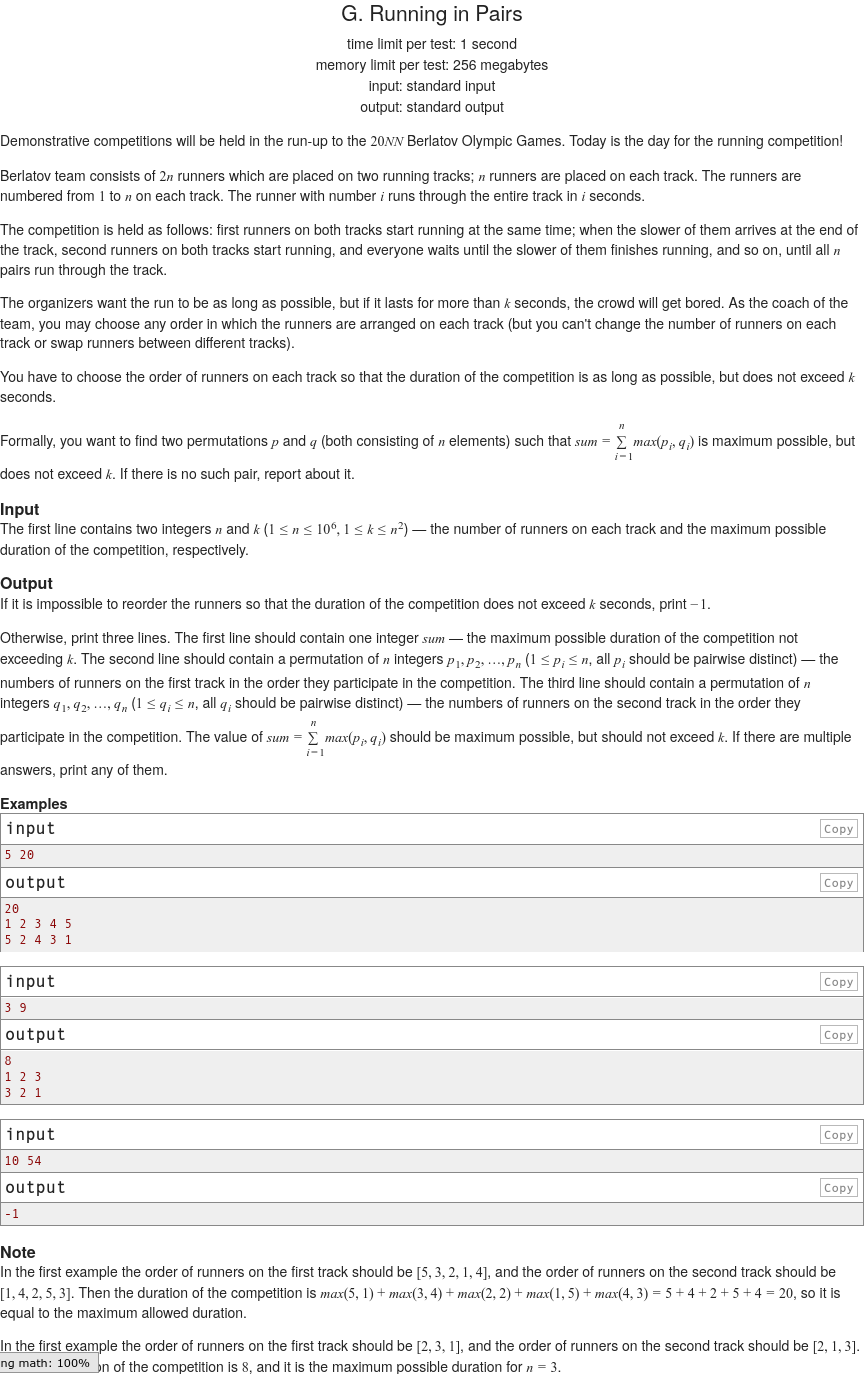 G. Running in Pairs
time limit per test: 1 second
memory limit per test: 256 megabytes
input: standard input
output: standard output
Demonstrative competitions will be held in the run-up to the 20NN Berlatov Olympic Games. Today is the day for the running competition!
Berlatov team consists of 2n runners which are placed on two running tracks; n runners are placed on each track. The runners are
numbered from 1 to n on each track. The runner with number i runs through the entire track in i seconds.
The competition is held as follows: first runners on both tracks start running at the same time; when the slower of them arrives at the end of
the track, second runners on both tracks start running, and everyone waits until the slower of them finishes running, and so on, until all n
pairs run through the track.
The organizers want the run to be as long as possible, but if it lasts for more than k seconds, the crowd will get bored. As the coach of the
team, you may choose any order in which the runners are arranged on each track (but you can't change the number of runners on each
track or swap runners between different tracks).
You have to choose the order of runners on each track so that the duration of the competition is as long as possible, but does not exceed k
seconds.
Formally, you want to find two permutations p and q (both consisting of n elements) such that sum = ∑_{i=1}^{n} max(p_i, q_i) is maximum possible, but
does not exceed k. If there is no such pair, report about it.
Input
The first line contains two integers n and k (1 ≤ n ≤ 10^6, 1 ≤ k ≤ n^2) — the number of runners on each track and the maximum possible
duration of the competition, respectively.
Output
If it is impossible to reorder the runners so that the duration of the competition does not exceed k seconds, print −1.
Otherwise, print three lines. The first line should contain one integer sum — the maximum possible duration of the competition not
exceeding k. The second line should contain a permutation of n integers p_1, p_2, …, p_n (1 ≤ p_i ≤ n, all p_i should be pairwise distinct) — the
numbers of runners on the first track in the order they participate in the competition. The third line should contain a permutation of n
integers q_1, q_2, …, q_n (1 ≤ q_i ≤ n, all q_i should be pairwise distinct) — the numbers of runners on the second track in the order they
participate in the competition. The value of sum = ∑_{i=1}^{n} max(p_i, q_i) should be maximum possible, but should not exceed k. If there are multiple
answers, print any of them.
Examples
input
Copy
5 20
output
Copy
20
1 2 3 4 5
5 2 4 3 1
input
Copy
3 9
output
Copy
8
1 2 3
3 2 1
input
Copy
10 54
output
Copy
-1
Note
In the first example the order of runners on the first track should be [5, 3, 2, 1, 4], and the order of runners on the second track should be
[1, 4, 2, 5, 3]. Then the duration of the competition is max(5, 1) + max(3, 4) + max(2, 2) + max(1, 5) + max(4, 3) = 5 + 4 + 2 + 5 + 4 = 20, so it is
equal to the maximum allowed duration.
In the first example the order of runners on the first track should be [2, 3, 1], and the order of runners on the second track should be [2, 1, 3].
ng math: 100%
on of the competition is 8, and it is the maximum possible duration for n = 3.